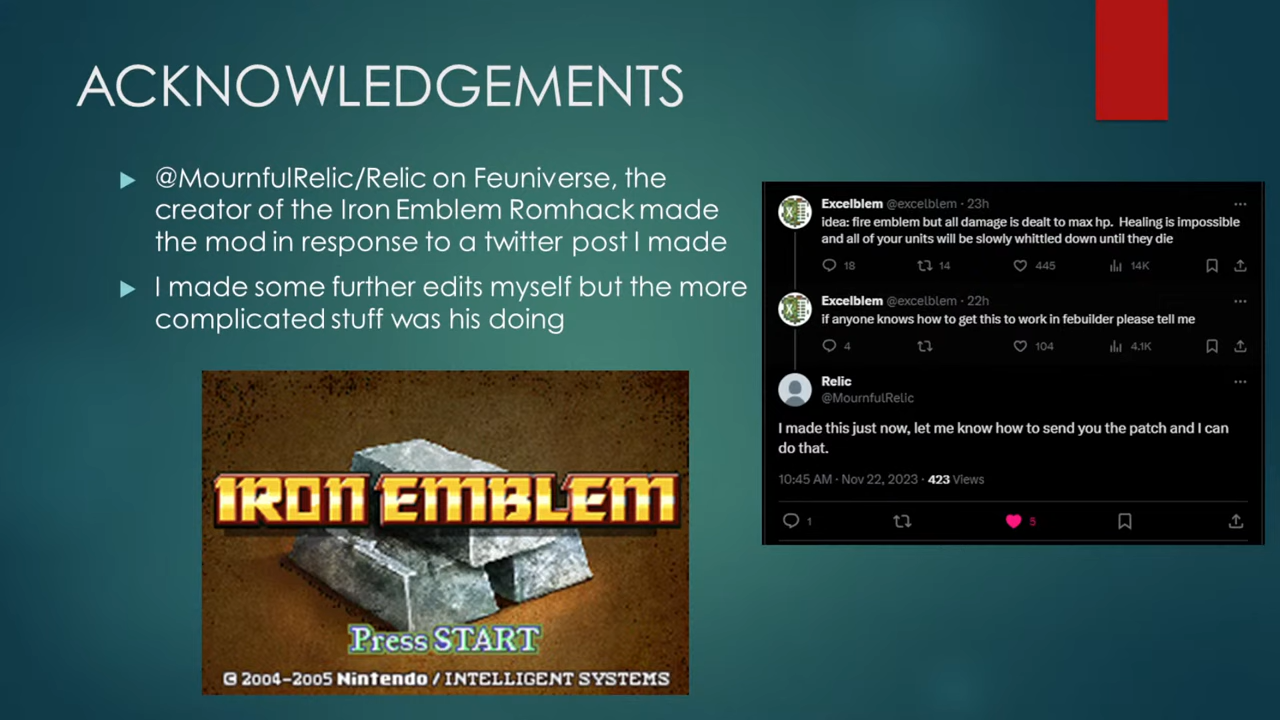 ACKNOWLEDGEMENTS
@MournfulRelic/Relic on Feuniverse, the
creator of the Iron Emblem Romhack made
the mod in response to a twitter post I made
I made some further edits myself but the more
complicated stuff was his doing
IRON EMBLEM
Press START
© 2004-2005 Nintendo / INTELLIGENT SYSTEMS
Excelblem @excelblem · 23h
idea: fire emblem but all damage is dealt to max hp. Healing is impossible
and all of your units will be slowly whittled down until they die
18 14 445 14K
Excelblem @excelblem · 22h
if anyone knows how to get this to work in febuilder please tell me
4 104 4.1K
Relic
@MournfulRelic
I made this just now, let me know how to send you the patch and I can
do that.
10:45 AM · Nov 22, 2023 · 423 Views
1 5